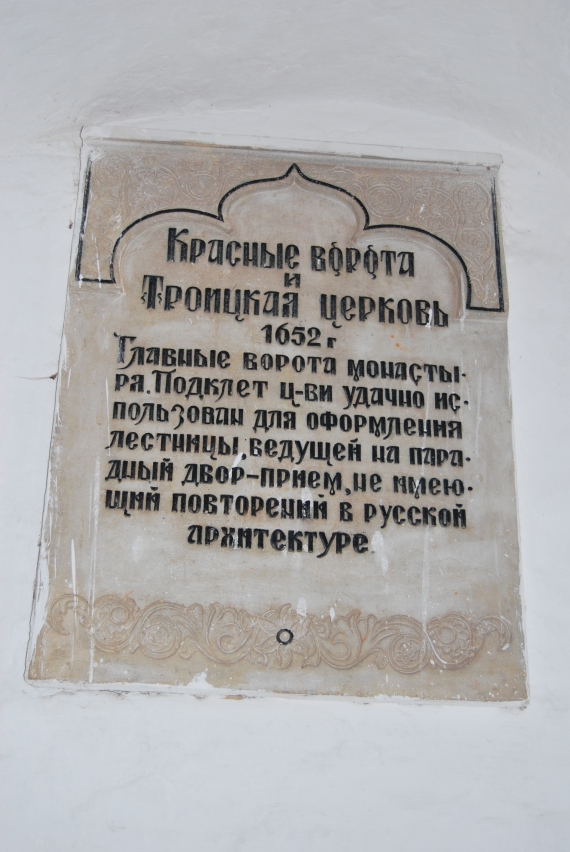 Красные ворота
и
Троицкая церковь
1652 г
Главные ворота монасты-
ря. Подклет ц-ви удачно ис-
пользован для оформления
лестницы, ведущей на пара-
дный двор-прием, не имею-
щий повторений в русской
архитектуре.